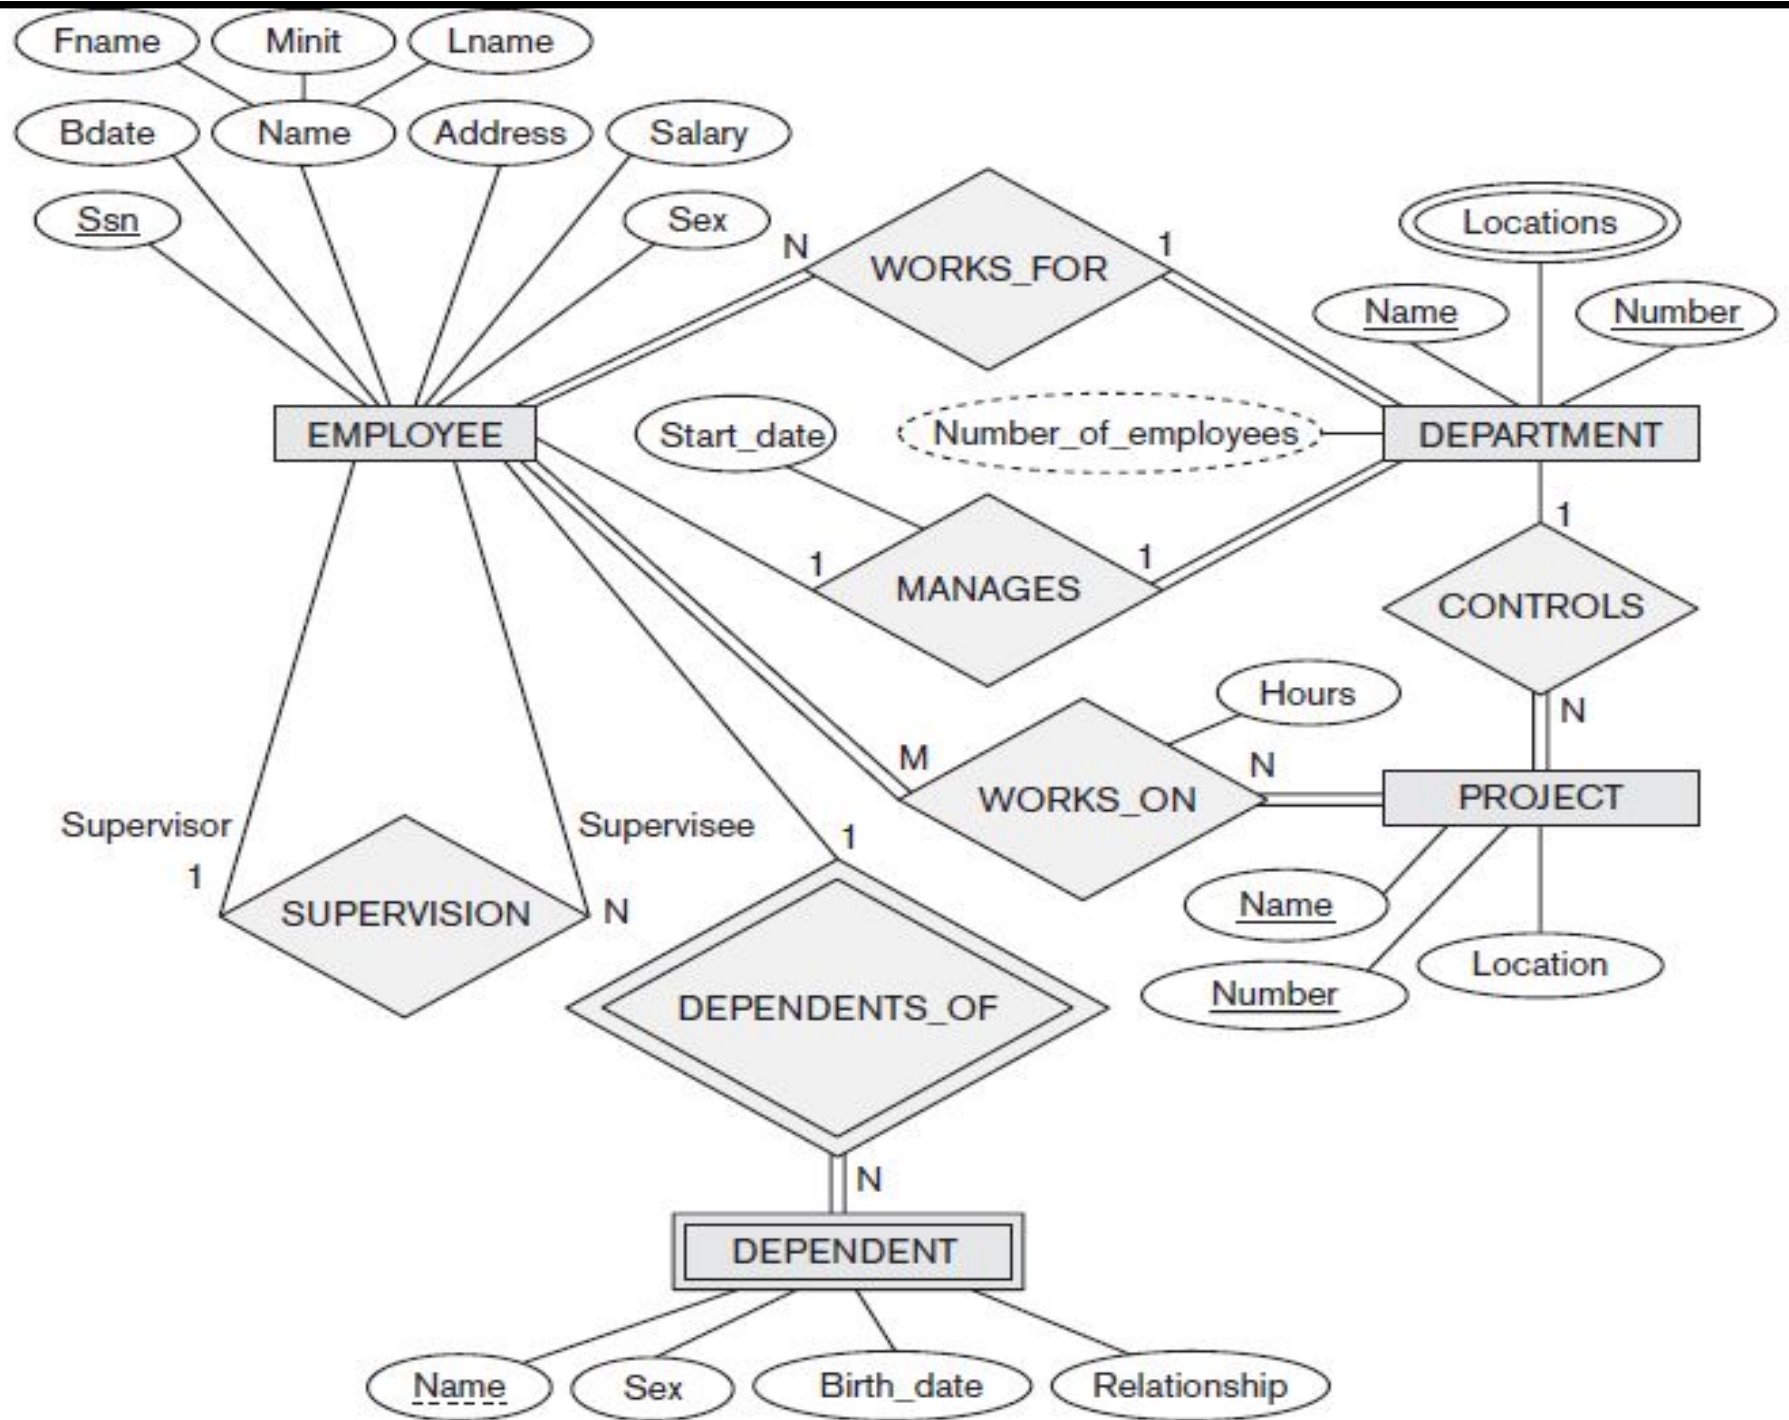 Fname
Minit
Lname
Bdate
Name
Address
Salary
Ssn
Sex
N
WORKS_FOR
1
Locations
Name
Number
EMPLOYEE
Start_date
Number_of_employees
DEPARTMENT
1
MANAGES
1
1
CONTROLS
N
Hours
M
WORKS_ON
N
PROJECT
Supervisor
1
SUPERVISION
Supervisee
N
1
Name
Number
Location
DEPENDENTS_OF
N
DEPENDENT
Name
Sex
Birth_date
Relationship